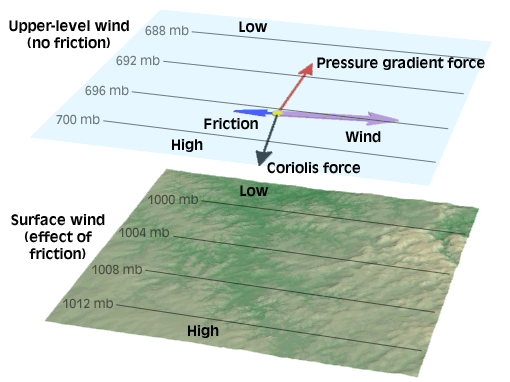 Upper-level wind
(no friction)
688 mb
Low
692 mb
Pressure gradient force
696 mb
700 mb
Friction
Wind
High
Coriolis force
Low
1000 mb
Surface wind
(effect of
friction)
1004 mb
1008 mb
1012 mb
High